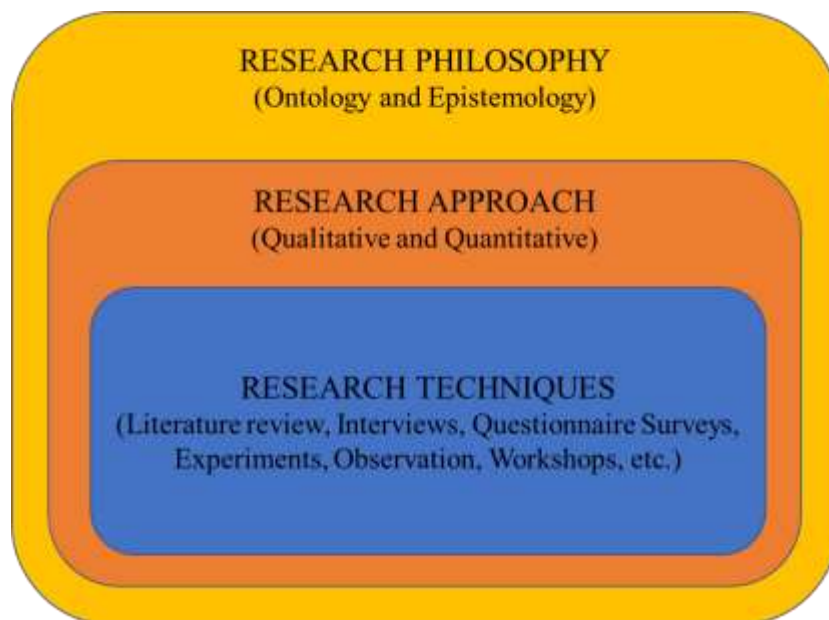 RESEARCH PHILOSOPHY
(Ontology and Epistemology)
RESEARCH APPROACH
(Qualitative and Quantitative)
RESEARCH TECHNIQUES
(Literature review, Interviews, Questionnaire Surveys,
Experiments, Observation, Workshops, etc.)